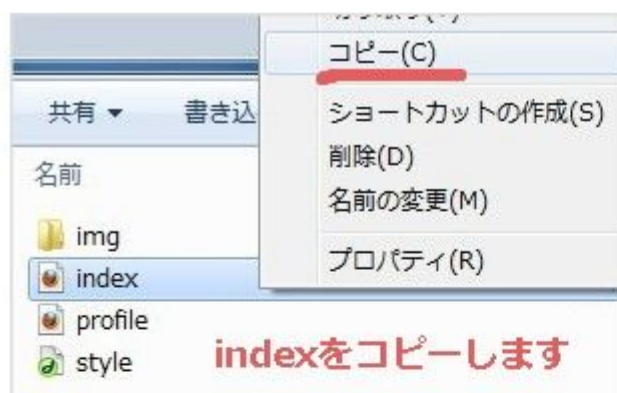 コピー(C)
共有 書き込
ショートカットの作成(S)
削除(D)
名前
名前の変更(M)
img
プロパティ(R)
index
profile
style
indexをコピーします